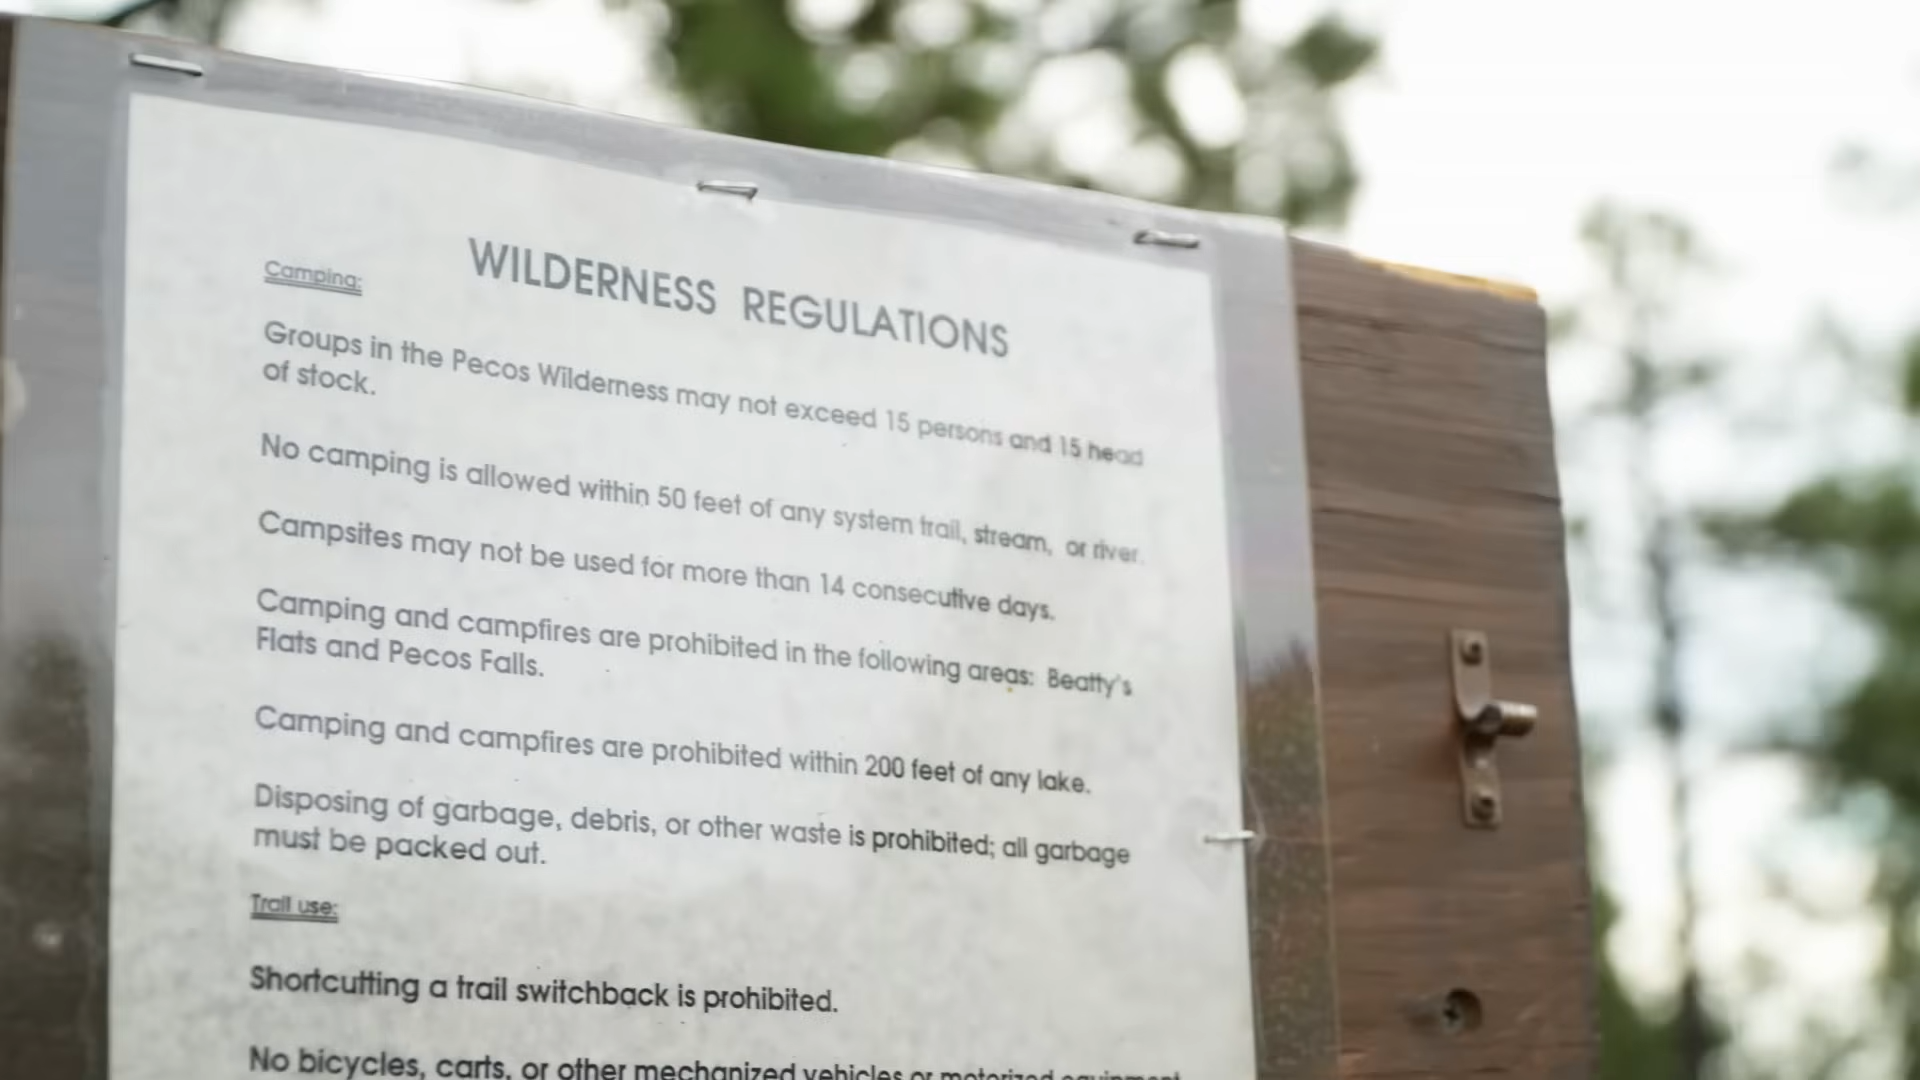 WILDERNESS REGULATIONS
Camping:
Groups in the Pecos Wilderness may not exceed 15 persons and 15 head
of stock.
No camping is allowed within 50 feet of any system trail, stream, or river.
Campsites may not be used for more than 14 consecutive days.
Camping and campfires are prohibited in the following areas: Beatty's
Flats and Pecos Falls.
Camping and campfires are prohibited within 200 feet of any lake.
Disposing of garbage, debris, or other waste is prohibited; all garbage
must be packed out.
Trail use:
Shortcutting a trail switchback is prohibited.
No bicycles, carts, or other mechanized vehicles or motorized equipment